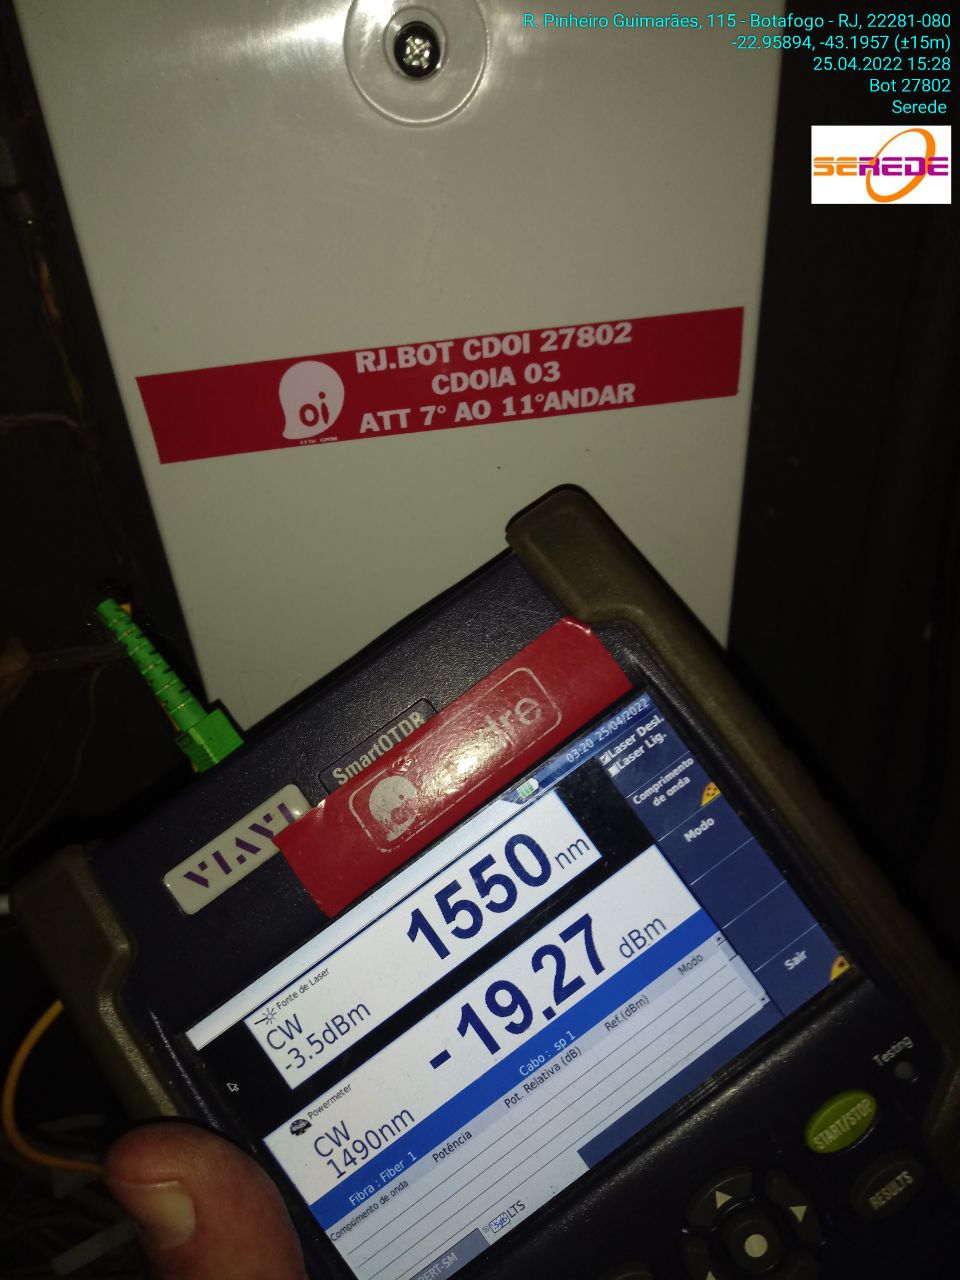 R. Pinheiro Guimarães, 115 - Botafogo - RJ, 22281-080
-22.95894, -43.1957 (±15m)
25.04.2022 15:28
Bot 27802
Serede
SEREDE
RJ.BOT CDOI 27802
CDOIA 03
oi ATT 7° AO 11°ANDAR
SmartOTDR
VIAVI
03:20 25/04/2022
Laser Desl.
Laser Lig.
Comprimento
de onda
Modo
Sair
1550 nm
Fonte de Laser
CW
-3.5dBm
-19.27 dBm
Powermeter
CW
1490nm
Fibra : Fiber 1 Cabo : sp 1
Comprimento de onda Potência Pot. Relativa (dB) Ref.(dBm) Modo
LTS
ERT-SM
Testing
START/STOP
RESULTS